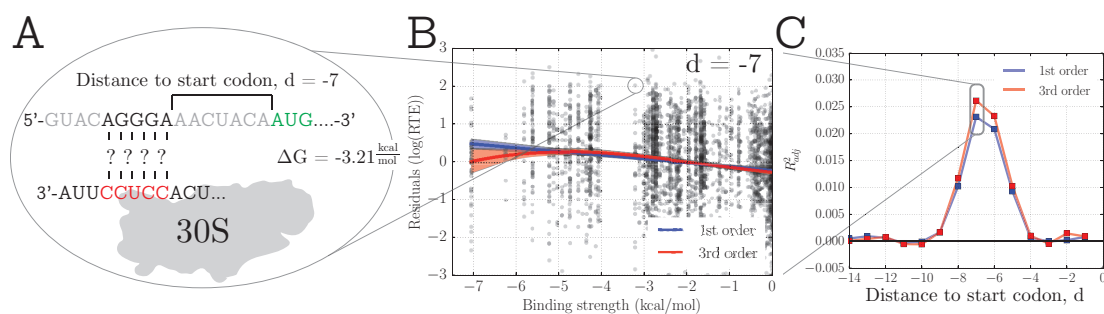 A
Distance to start codon, d = -7
5'-GUACAGGGAAACUACAAUG....-3'
? ? ? ?
ΔG = -3.21 kcal/mol
3'-AUUCCUCCACU...
30S
B
d = -7
3
2
1
0
−1
−2
−3
Residuals (log(RTE))
1st order
3rd order
−7 −6 −5 −4 −3 −2 −1 0
Binding strength (kcal/mol)
C
0.035
0.030
0.025
0.020
0.015
0.010
0.005
0.000
−0.005
R²adj
1st order
3rd order
−14 −12 −10 −8 −6 −4 −2 0
Distance to start codon, d